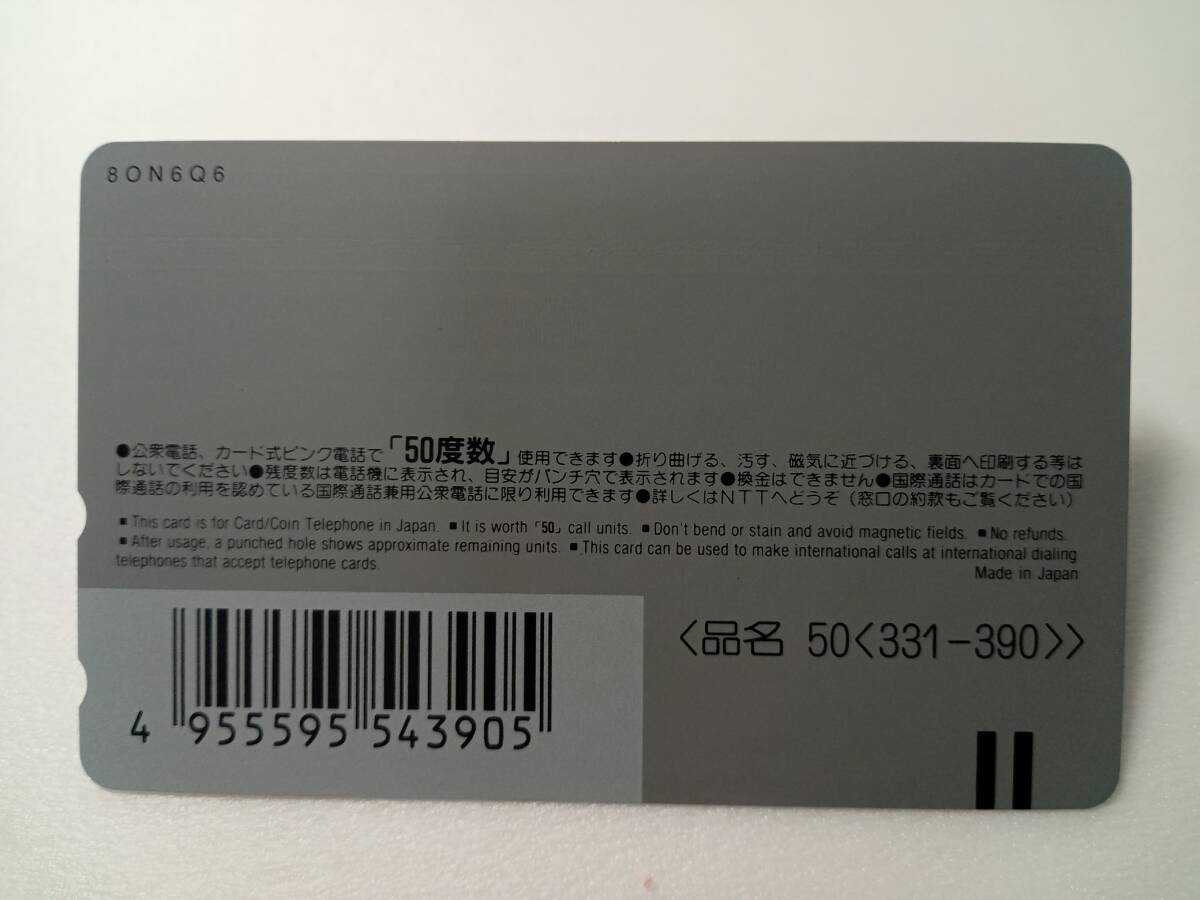 8ON6Q6
●公衆電話、カード式ピンク電話で「50度数」使用できます●折り曲げる、汚す、磁気に近づける、裏面へ印刷する等は
しないでください●残度数は電話機に表示され、目安がパンチ穴で表示されます●換金はできません●国際通話はカードでの国
際通話の利用を認めている国際通話兼用公衆電話に限り利用できます●詳しくはNTTへどうぞ（窓口の約款もご覧ください）
■This card is for Card/Coin Telephone in Japan. ■It is worth「50」call units. ■Don't bend or stain and avoid magnetic fields. ■No refunds.
■After usage, a punched hole shows approximate remaining units. ■This card can be used to make international calls at international dialing
telephones that accept telephone cards.
Made in Japan
〈品名 50〈331-390〉〉
4 955595 543905